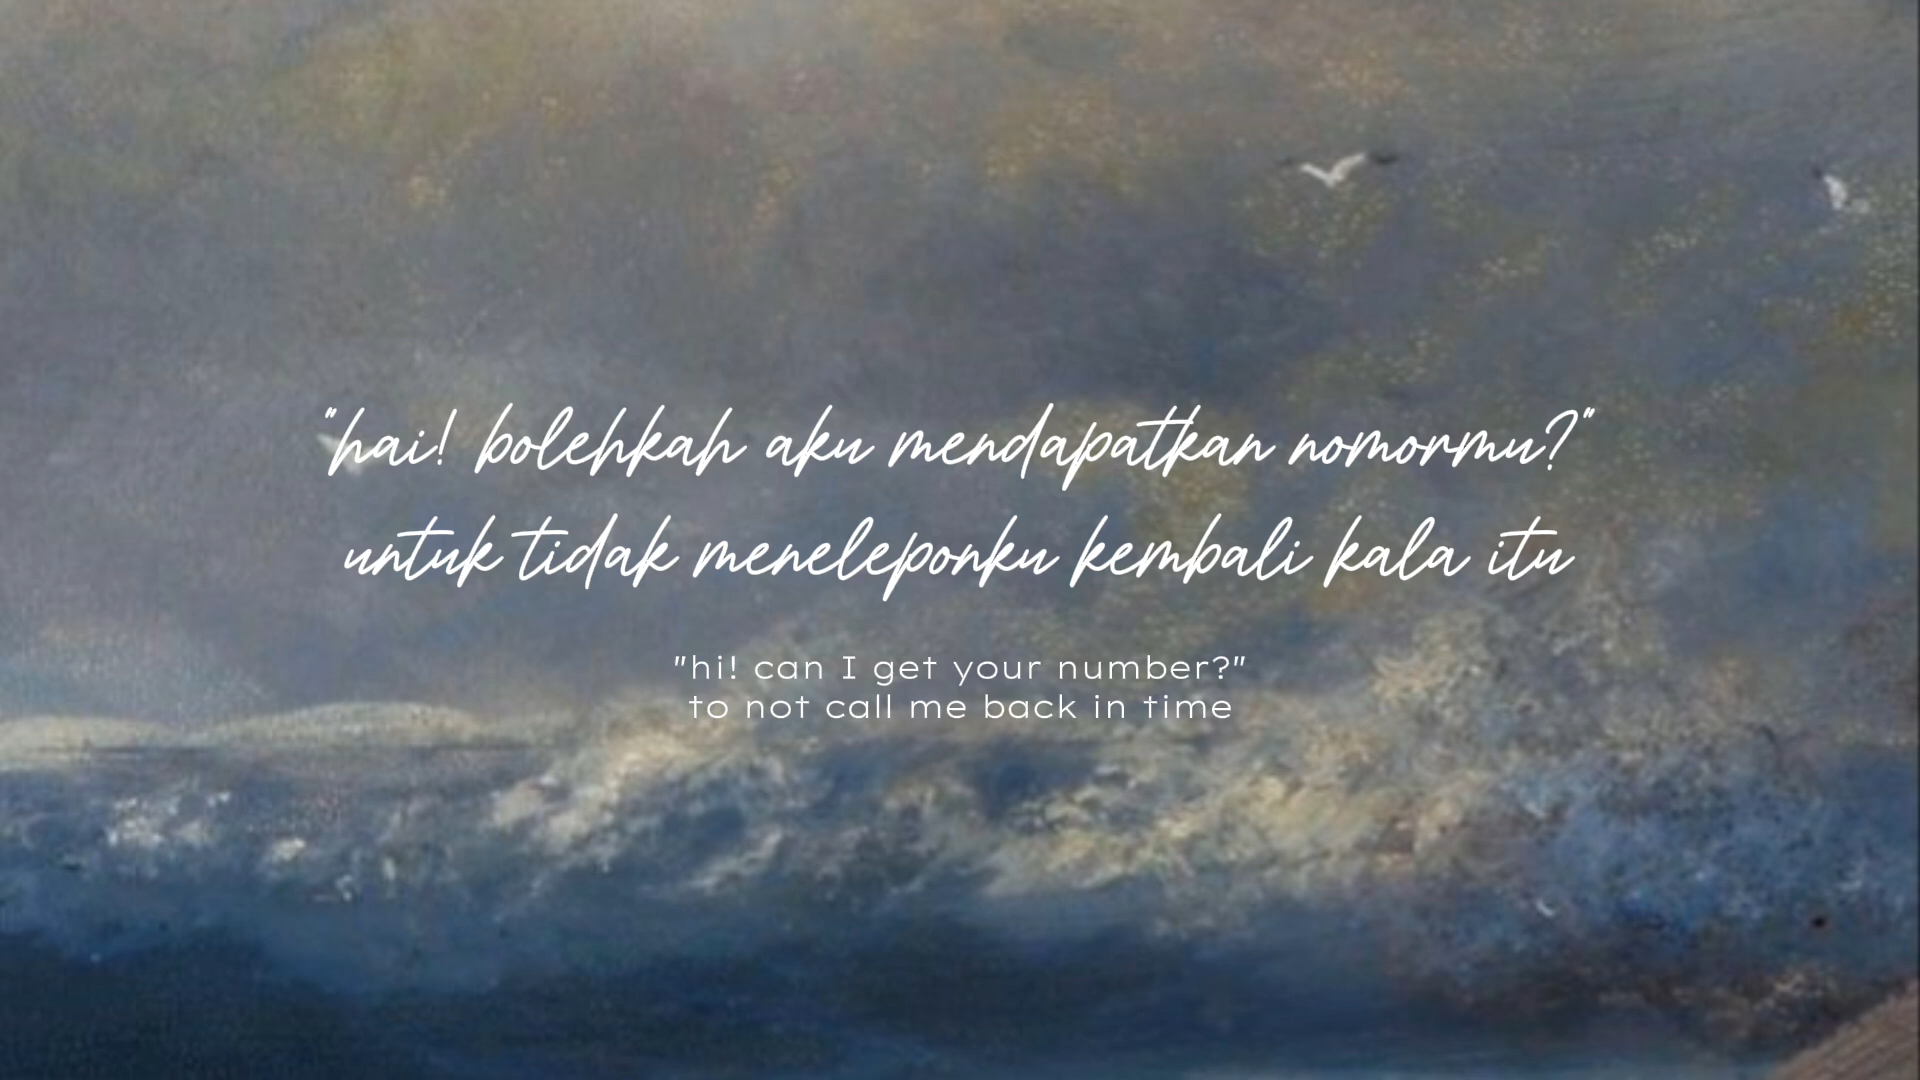 "hai! bolehkah aku mendapatkan nomormu?"
untuk tidak meneleponku kembali kala itu
"hi! can I get your number?"
to not call me back in time